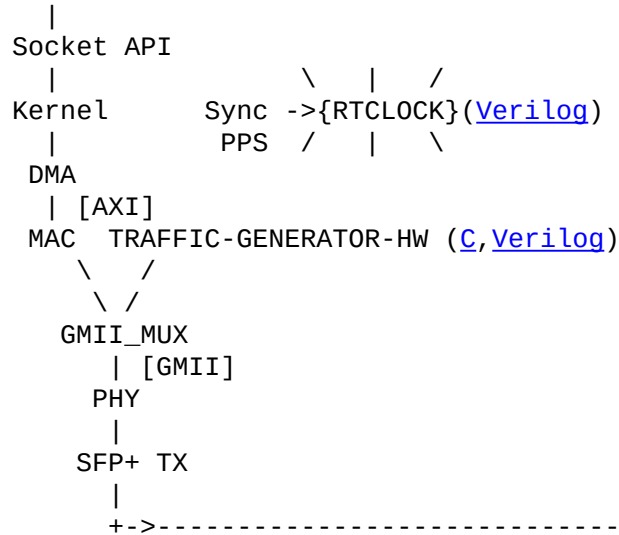 |
Socket API
|                 \   |   /
Kernel      Sync ->{RTCLOCK}(Verilog)
|          PPS  /   |   \
DMA
| [AXI]
MAC  TRAFFIC-GENERATOR-HW (C,Verilog)
\   /
\ /
GMII_MUX
| [GMII]
PHY
|
SFP+ TX
|
+->-----------------------------